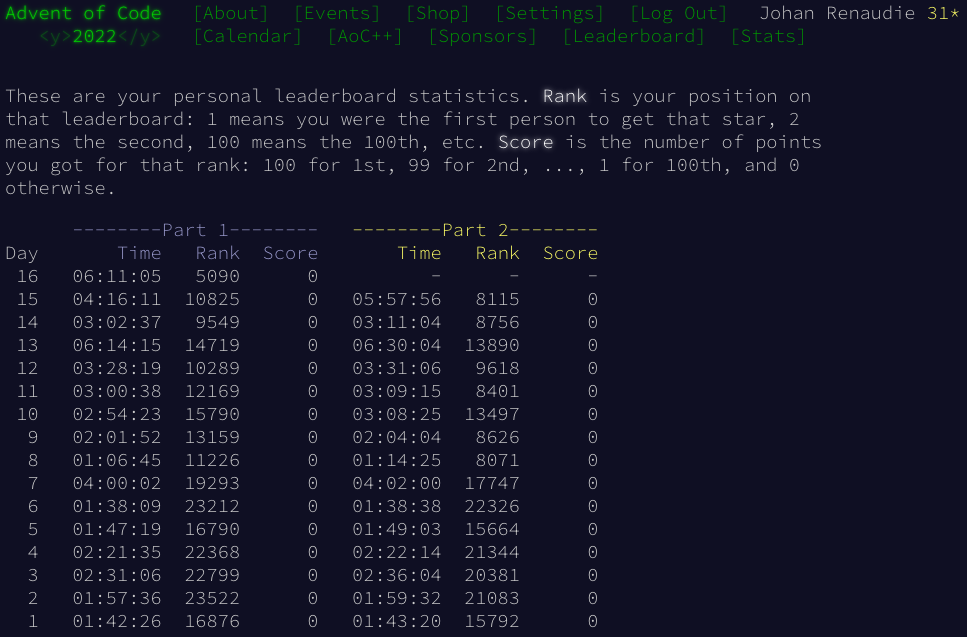 Advent of Code [About] [Events] [Shop] [Settings] [Log Out] Johan Renaudie 31*
<y>2022</y> [Calendar] [AoC++] [Sponsors] [Leaderboard] [Stats]
These are your personal leaderboard statistics. Rank is your position on
that leaderboard: 1 means you were the first person to get that star, 2
means the second, 100 means the 100th, etc. Score is the number of points
you got for that rank: 100 for 1st, 99 for 2nd, ..., 1 for 100th, and 0
otherwise.
--------Part 1-------- --------Part 2--------
Day Time Rank Score Time Rank Score
16 06:11:05 5090 0 - - -
15 04:16:11 10825 0 05:57:56 8115 0
14 03:02:37 9549 0 03:11:04 8756 0
13 06:14:15 14719 0 06:30:04 13890 0
12 03:28:19 10289 0 03:31:06 9618 0
11 03:00:38 12169 0 03:09:15 8401 0
10 02:54:23 15790 0 03:08:25 13497 0
9 02:01:52 13159 0 02:04:04 8626 0
8 01:06:45 11226 0 01:14:25 8071 0
7 04:00:02 19293 0 04:02:00 17747 0
6 01:38:09 23212 0 01:38:38 22326 0
5 01:47:19 16790 0 01:49:03 15664 0
4 02:21:35 22368 0 02:22:14 21344 0
3 02:31:06 22799 0 02:36:04 20381 0
2 01:57:36 23522 0 01:59:32 21083 0
1 01:42:26 16876 0 01:43:20 15792 0